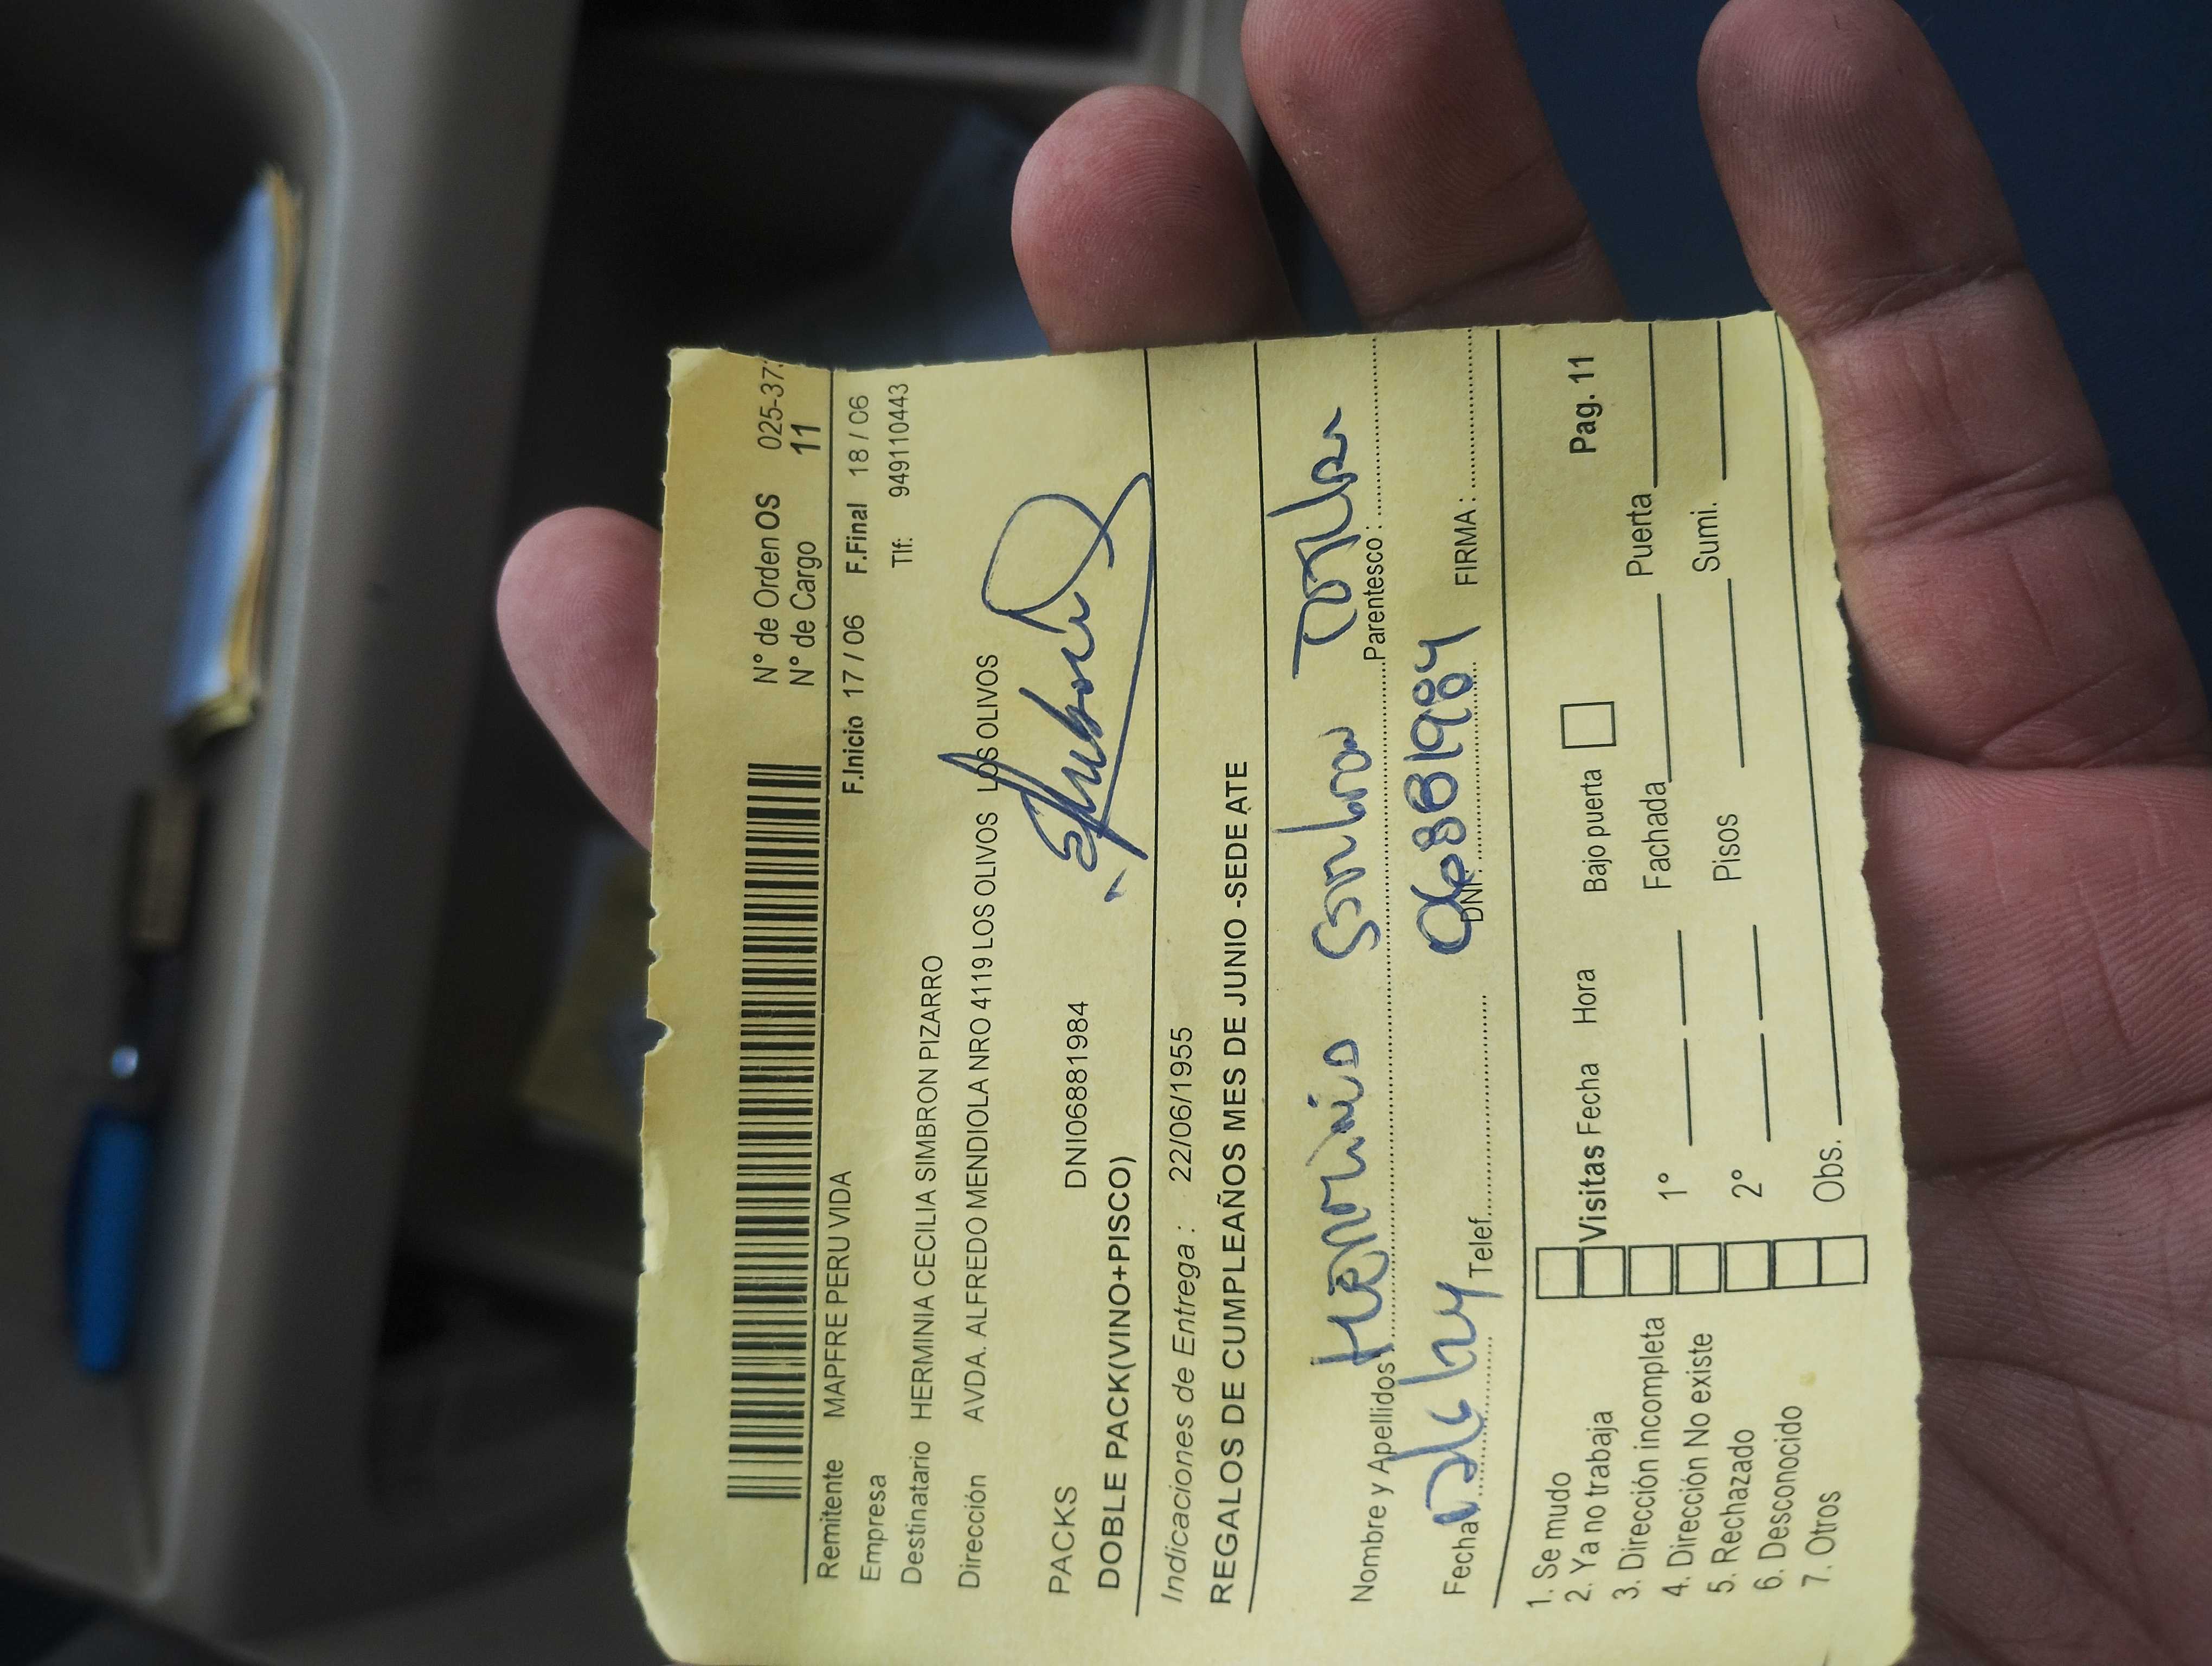 N° de Orden OS 025-37
N° de Cargo 11
F.Inicio 17 / 06 F.Final 18 / 06
Remitente MAPFRE PERU VIDA
Empresa Tlf: 949110443
Destinatario HERMINIA CECILIA SIMBRON PIZARRO
Dirección AVDA. ALFREDO MENDIOLA NRO 4119 LOS OLIVOS LOS OLIVOS
PACKS DNI06881984
DOBLE PACK(VINO+PISCO)
Indicaciones de Entrega : 22/06/1955
REGALOS DE CUMPLEAÑOS MES DE JUNIO -SEDE ATE
Nombre y Apellidos Parentesco :
Fecha Telef. DNI: 06881984 FIRMA :
1. Se mudo
2. Ya no trabaja
3. Dirección incompleta
4. Dirección No existe
5. Rechazado
6. Desconocido
7. Otros
Visitas Fecha Hora Bajo puerta Pag. 11
1° Fachada Puerta
2° Pisos Sumi.
Obs.